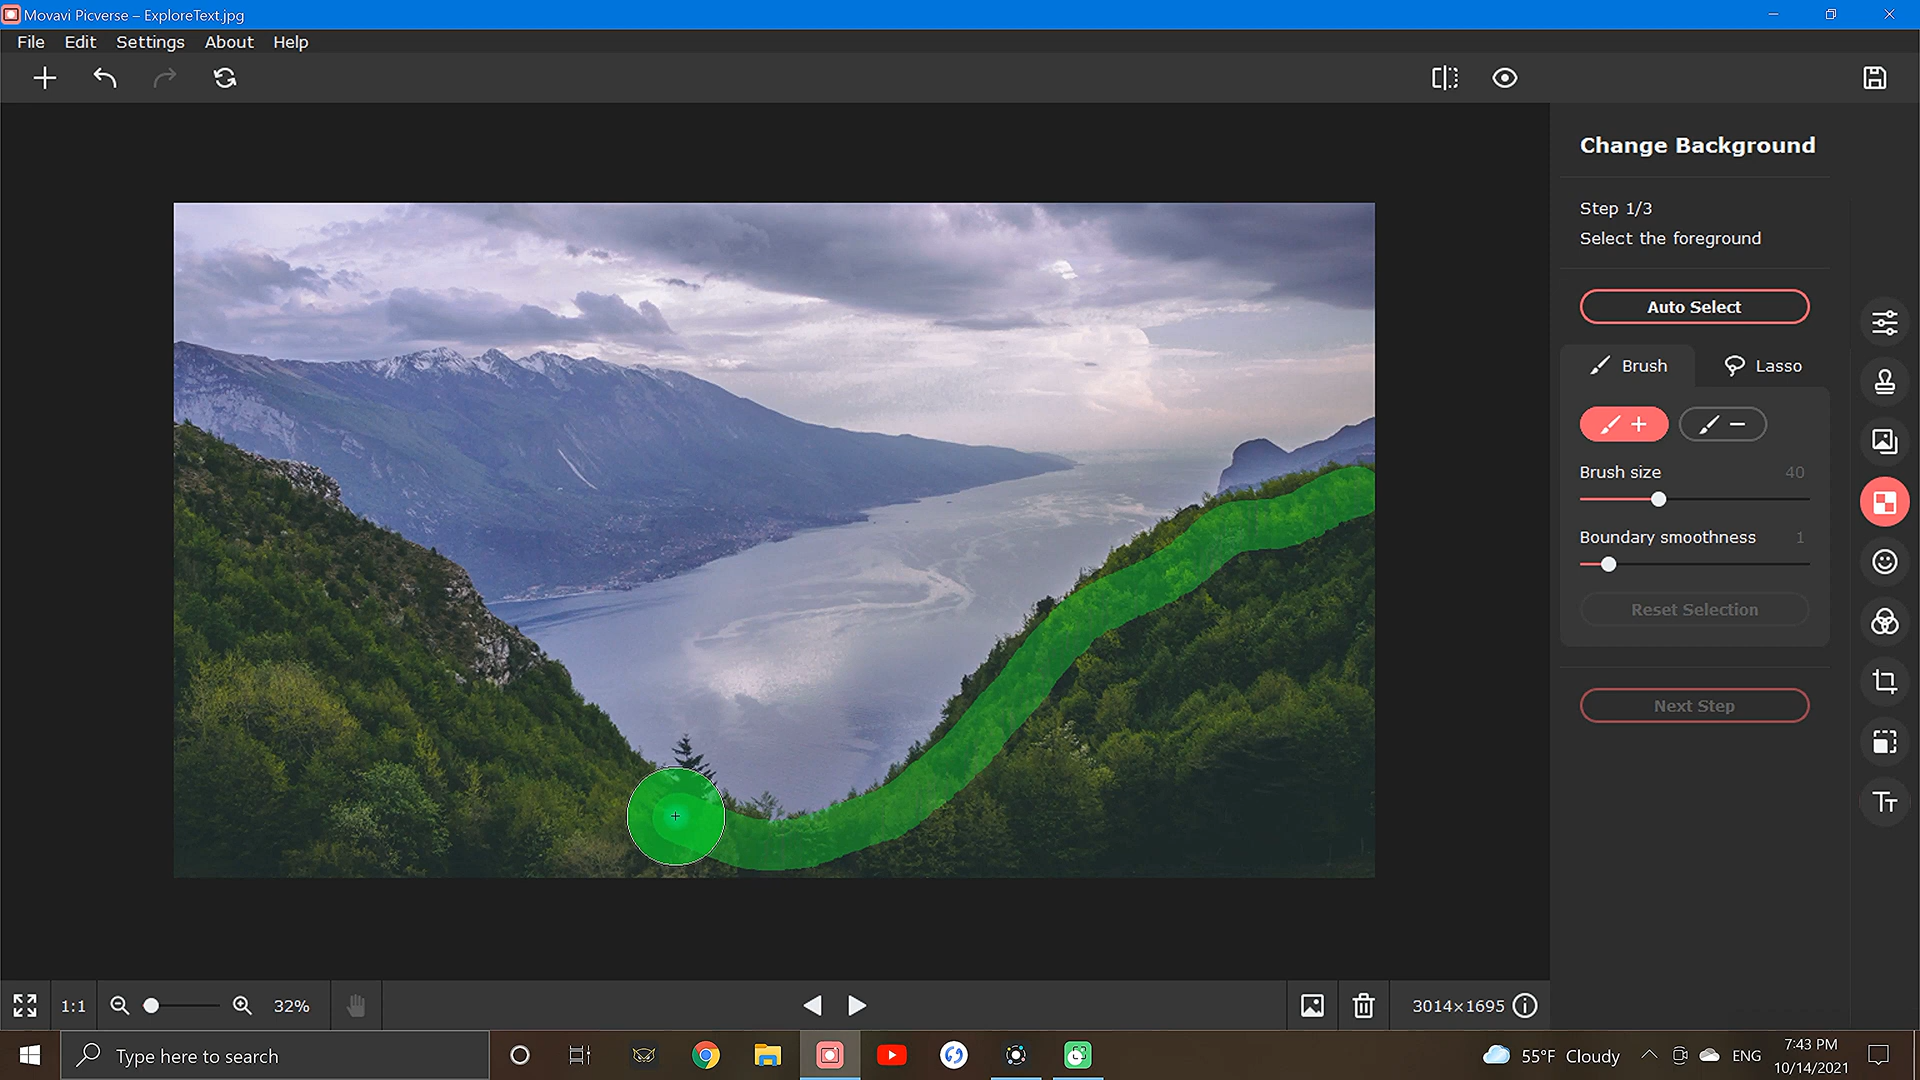 Movavi Picverse – ExploreText.jpg
File Edit Settings About Help
Change Background
Step 1/3
Select the foreground
Auto Select
Brush Lasso
Brush size 40
Boundary smoothness 1
Reset Selection
Next Step
1:1 32% 3014×1695
Type here to search
55°F Cloudy ENG 7:43 PM
10/14/2021